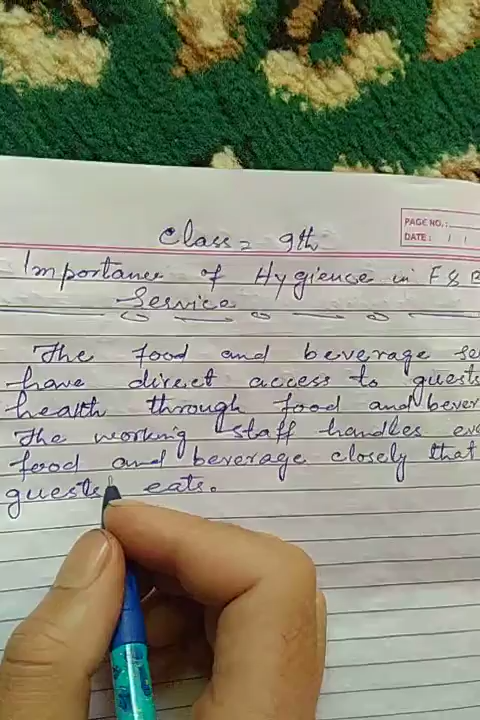 PAGE NO.:
DATE: / /
Class = 9th
Importance of Hygience in F & B
Service
The food and beverage se
have direct access to guests
health through food and bever
The working staff handles eve
food and beverage closely that
guests eats.